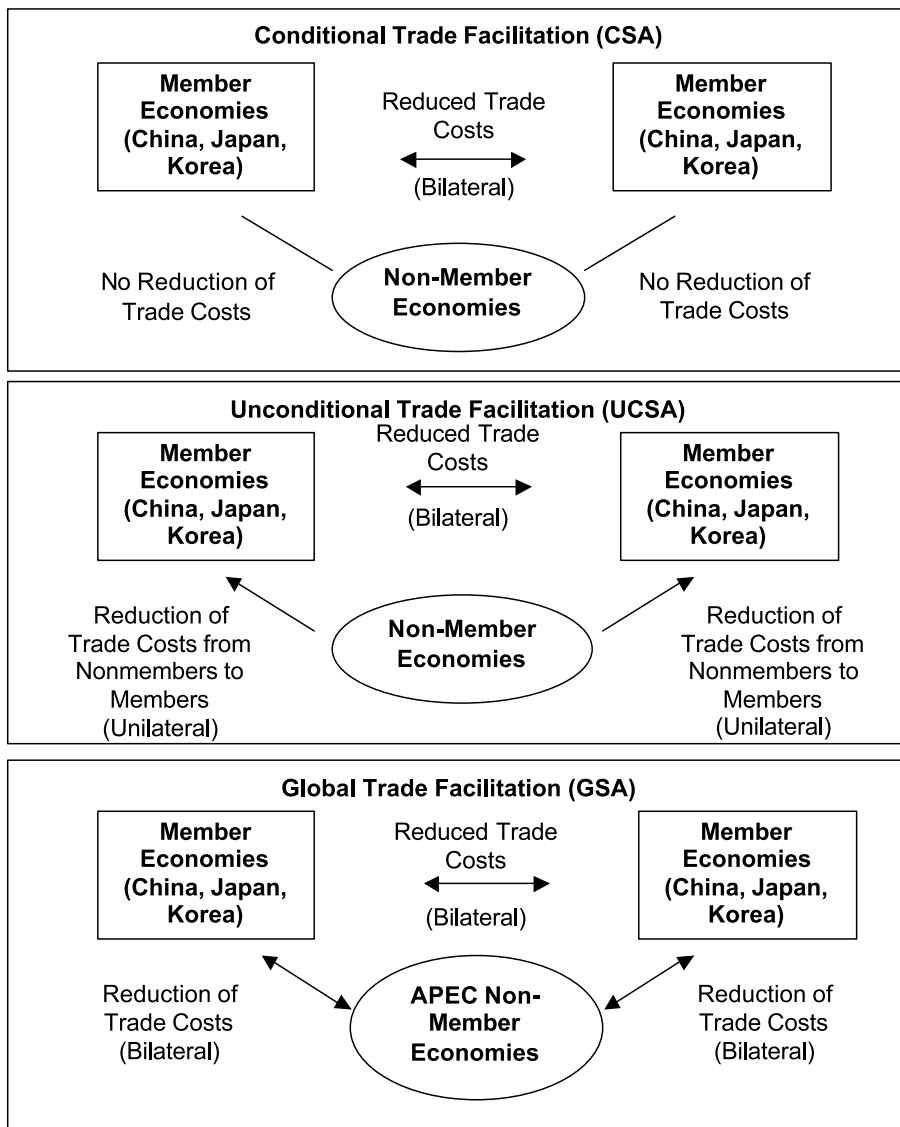 Conditional Trade Facilitation (CSA)
Member
Economies
(China, Japan,
Korea)
Reduced Trade
Costs
(Bilateral)
Member
Economies
(China, Japan,
Korea)
No Reduction of
Trade Costs
Non-Member
Economies
No Reduction of
Trade Costs
Unconditional Trade Facilitation (UCSA)
Member
Economies
(China, Japan,
Korea)
Reduced Trade
Costs
(Bilateral)
Member
Economies
(China, Japan,
Korea)
Reduction of
Trade Costs from
Nonmembers to
Members
(Unilateral)
Non-Member
Economies
Reduction of
Trade Costs from
Nonmembers to
Members
(Unilateral)
Global Trade Facilitation (GSA)
Member
Economies
(China, Japan,
Korea)
Reduced Trade
Costs
(Bilateral)
Member
Economies
(China, Japan,
Korea)
Reduction of
Trade Costs
(Bilateral)
APEC Non-
Member
Economies
Reduction of
Trade Costs
(Bilateral)